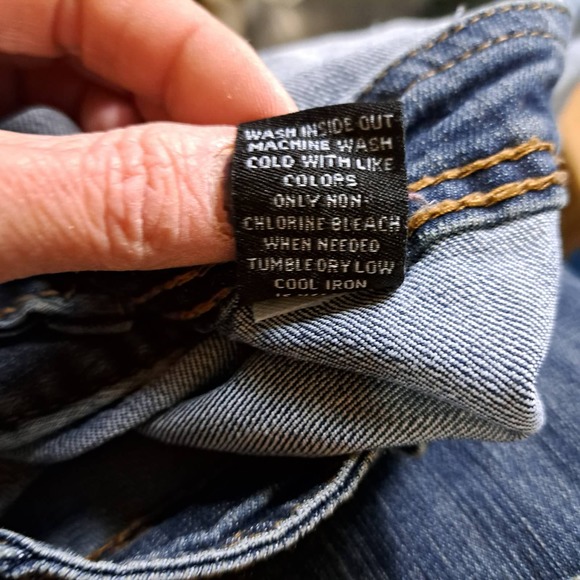 WASH INSIDE OUT
MACHINE WASH
COLD WITH LIKE
COLORS
ONLY NON-
CHLORINE BLEACH
WHEN NEEDED
TUMBLE DRY LOW
COOL IRON